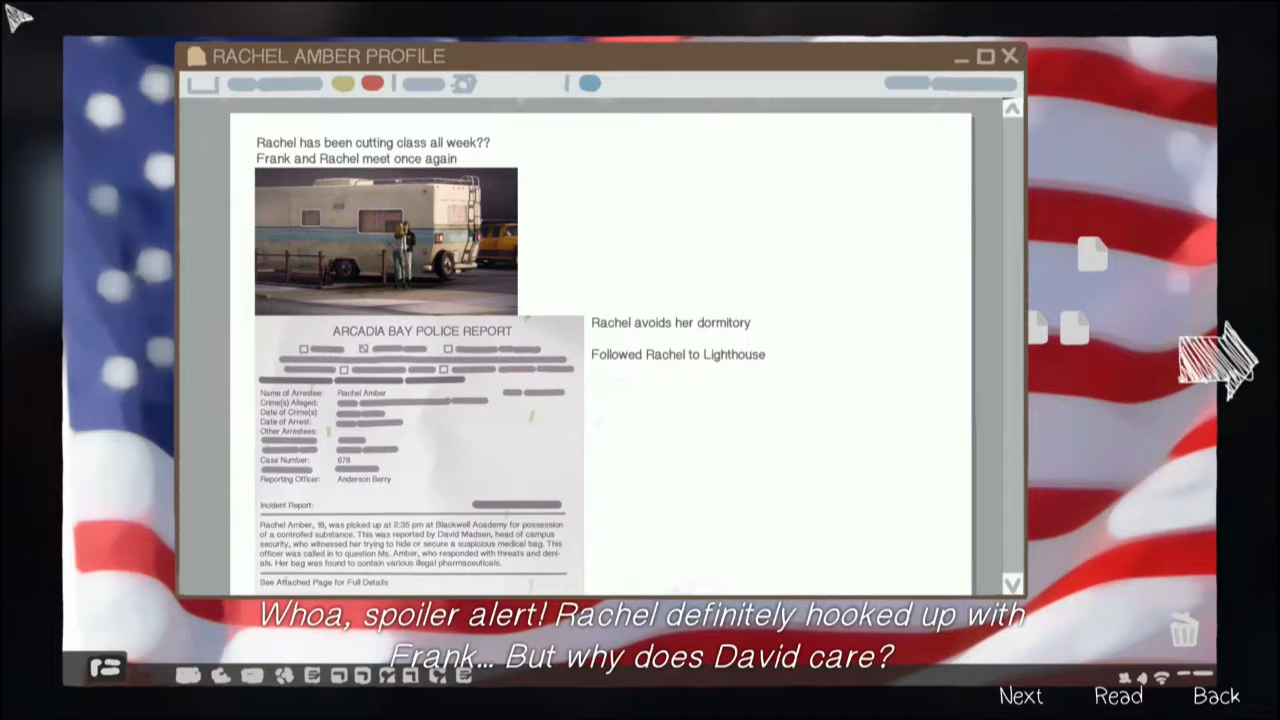 RACHEL AMBER PROFILE
Rachel has been cutting class all week??
Frank and Rachel meet once again
ARCADIA BAY POLICE REPORT
Rachel avoids her dormitory
Followed Rachel to Lighthouse
Name of Arrestee: Rachel Amber
Crime(s) Alleged:
Date of Crime(s)
Date of Arrest:
Other Arrestees:
Case Number: 678
Reporting Officer: Anderson Berry
Incident Report:
Rachel Amber, 18, was picked up at 2:35 pm at Blackwell Academy for possession
of a controlled substance. This was reported by David Madsen, head of campus
security, who witnessed her trying to hide or secure a suspicious medical bag. This
officer was called in to question Ms. Amber, who responded with threats and deni-
als. Her bag was found to contain various illegal pharmaceuticals.
See Attached Page for Full Details
Whoa, spoiler alert! Rachel definitely hooked up with
Frank... But why does David care?
Next Read Back